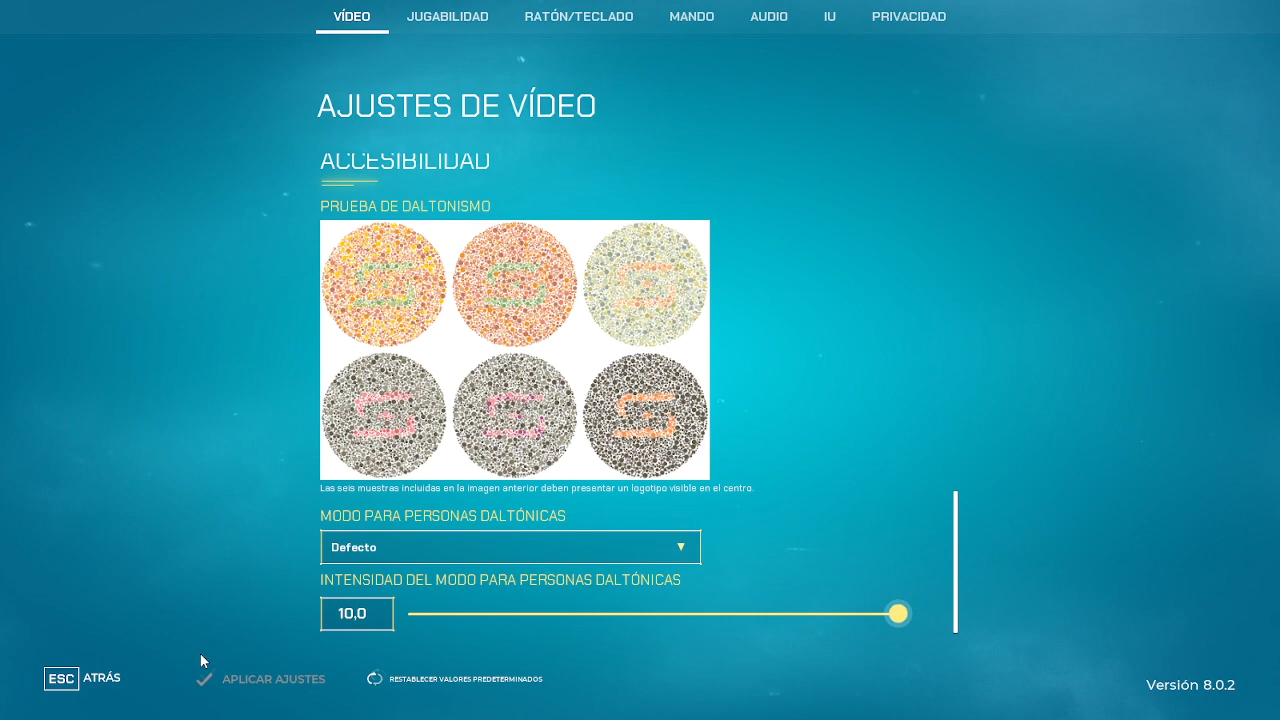 VÍDEO JUGABILIDAD RATÓN/TECLADO MANDO AUDIO IU PRIVACIDAD
AJUSTES DE VÍDEO
ACCESIBILIDAD
PRUEBA DE DALTONISMO
Las seis muestras incluidas en la imagen anterior deben presentar un logotipo visible en el centro.
MODO PARA PERSONAS DALTÓNICAS
Defecto
INTENSIDAD DEL MODO PARA PERSONAS DALTÓNICAS
10,0
ESC ATRÁS APLICAR AJUSTES RESTABLECER VALORES PREDETERMINADOS
Versión 8.0.2